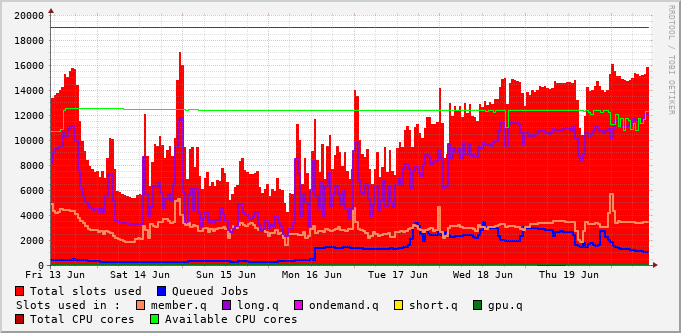 20000
18000
16000
14000
12000
10000
8000
6000
4000
2000
0
Fri 13 Jun Sat 14 Jun Sun 15 Jun Mon 16 Jun Tue 17 Jun Wed 18 Jun Thu 19 Jun
Total slots used Queued Jobs
Slots used in : member.q long.q ondemand.q short.q gpu.q
Total CPU cores Available CPU cores
RRDTOOL / TOBI OETIKER